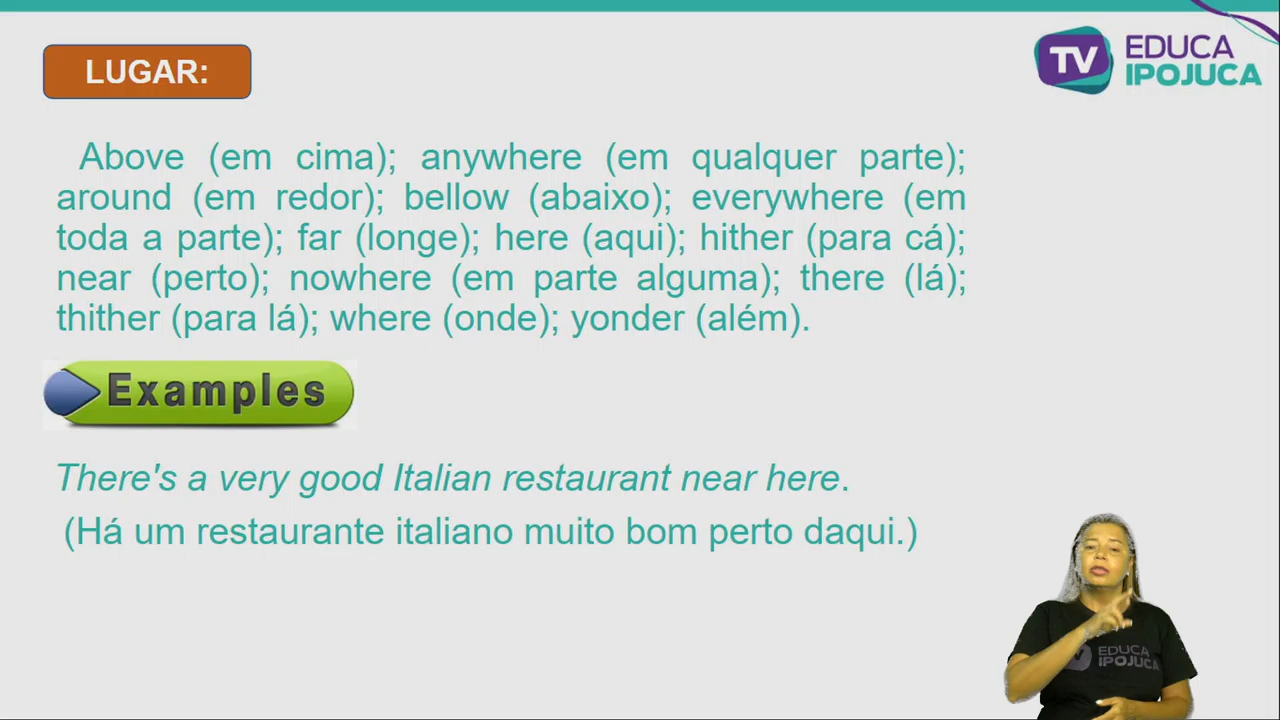 LUGAR:
TV EDUCA
IPOJUCA
Above (em cima); anywhere (em qualquer parte);
around (em redor); bellow (abaixo); everywhere (em
toda a parte); far (longe); here (aqui); hither (para cá);
near (perto); nowhere (em parte alguma); there (lá);
thither (para lá); where (onde); yonder (além).
Examples
There's a very good Italian restaurant near here.
(Há um restaurante italiano muito bom perto daqui.)
EDUCA
IPOJUCA